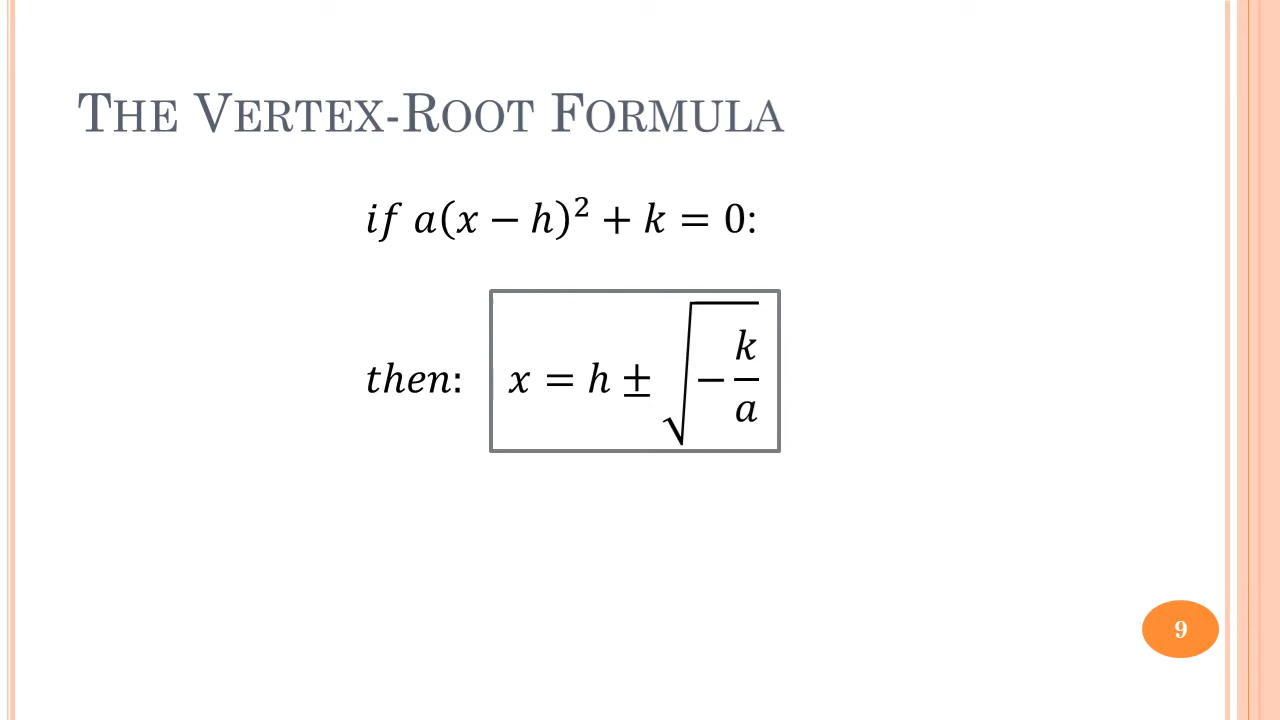 THE VERTEX-ROOT FORMULA
if a(x − h)² + k = 0:
then: x = h ± √(−k/a)
9